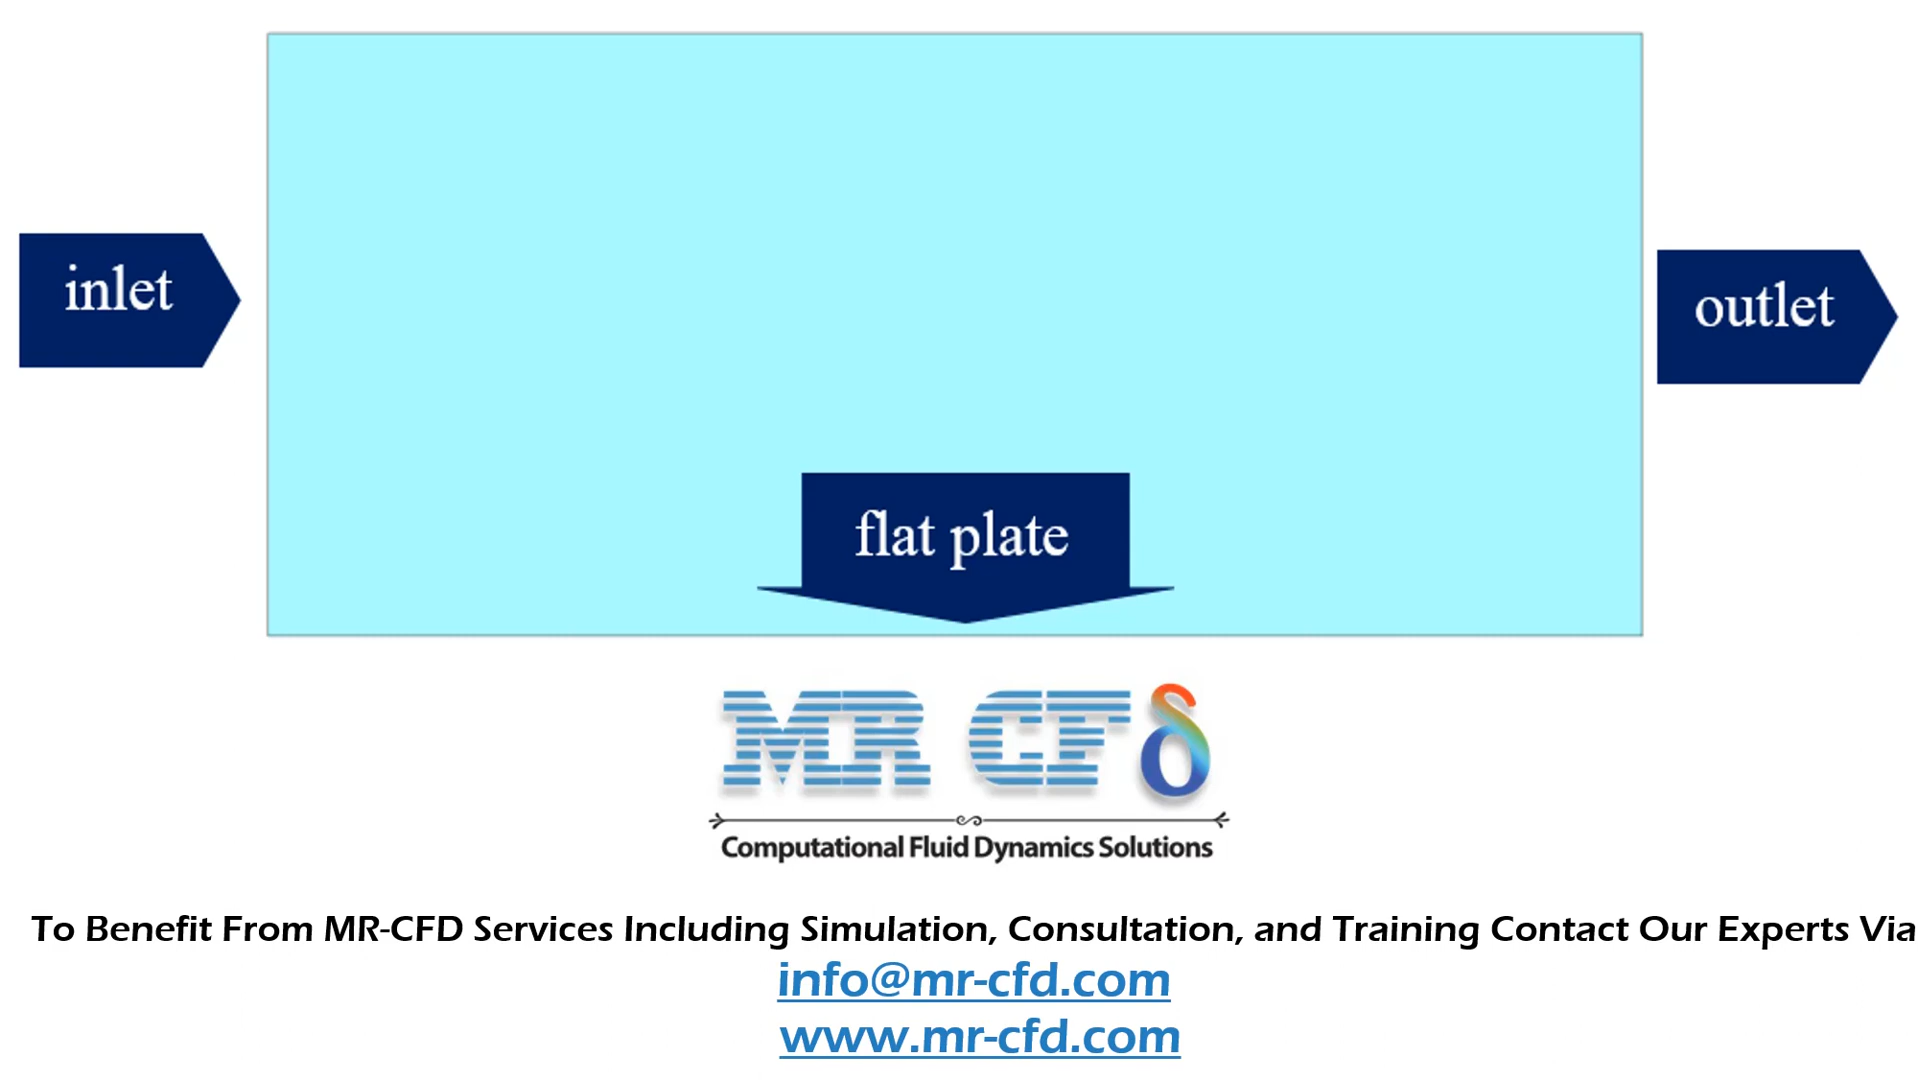 inlet
outlet
flat plate
MR CFδ
Computational Fluid Dynamics Solutions
To Benefit From MR-CFD Services Including Simulation, Consultation, and Training Contact Our Experts Via
info@mr-cfd.com
www.mr-cfd.com